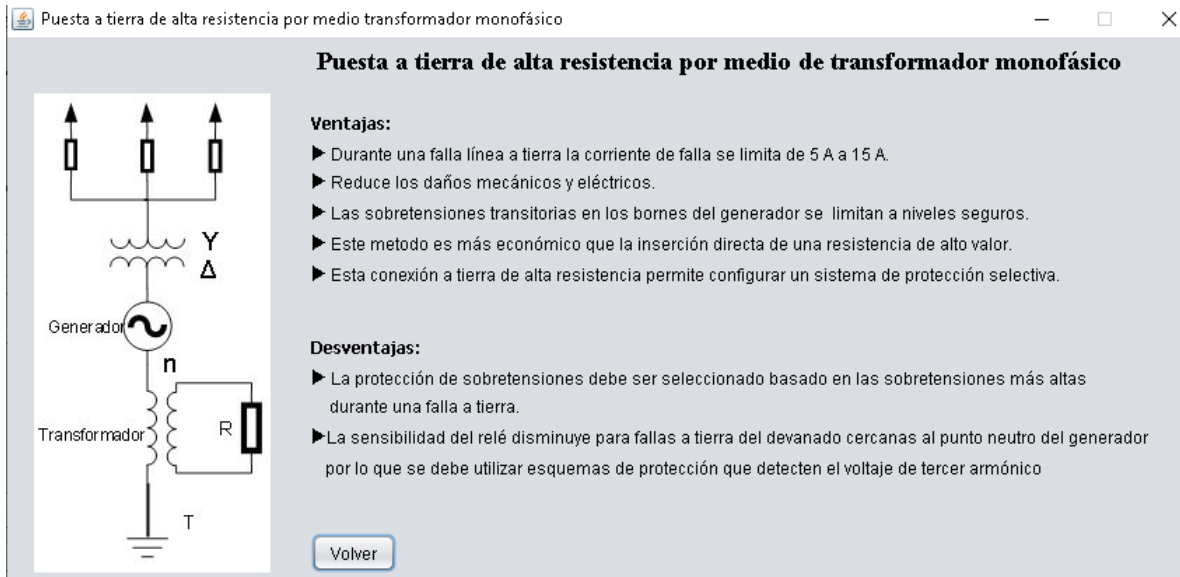 Puesta a tierra de alta resistencia por medio transformador monofásico
Puesta a tierra de alta resistencia por medio de transformador monofásico
Ventajas:
Durante una falla línea a tierra la corriente de falla se limita de 5 A a 15 A.
Reduce los daños mecánicos y eléctricos.
Las sobretensiones transitorias en los bornes del generador se limitan a niveles seguros.
Este metodo es más económico que la inserción directa de una resistencia de alto valor.
Esta conexión a tierra de alta resistencia permite configurar un sistema de protección selectiva.
Desventajas:
La protección de sobretensiones debe ser seleccionado basado en las sobretensiones más altas
durante una falla a tierra.
La sensibilidad del relé disminuye para fallas a tierra del devanado cercanas al punto neutro del generador
por lo que se debe utilizar esquemas de protección que detecten el voltaje de tercer armónico
Volver
Y
Δ
Generador
n
Transformador
R
T